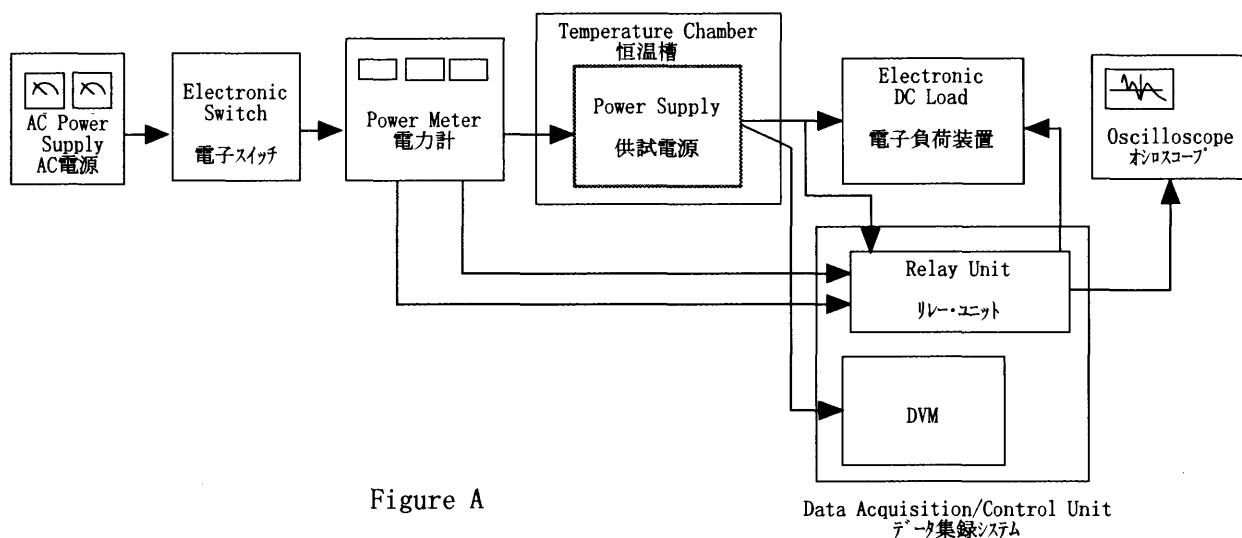 AC Power
Supply
AC電源
Electronic
Switch
電子スイッチ
Power Meter
電力計
Temperature Chamber
恒温槽
Power Supply
供試電源
Electronic
DC Load
電子負荷装置
Oscilloscope
オシロスコープ
Relay Unit
リレー・ユニット
DVM
Data Acquisition/Control Unit
データ集録システム
Figure A